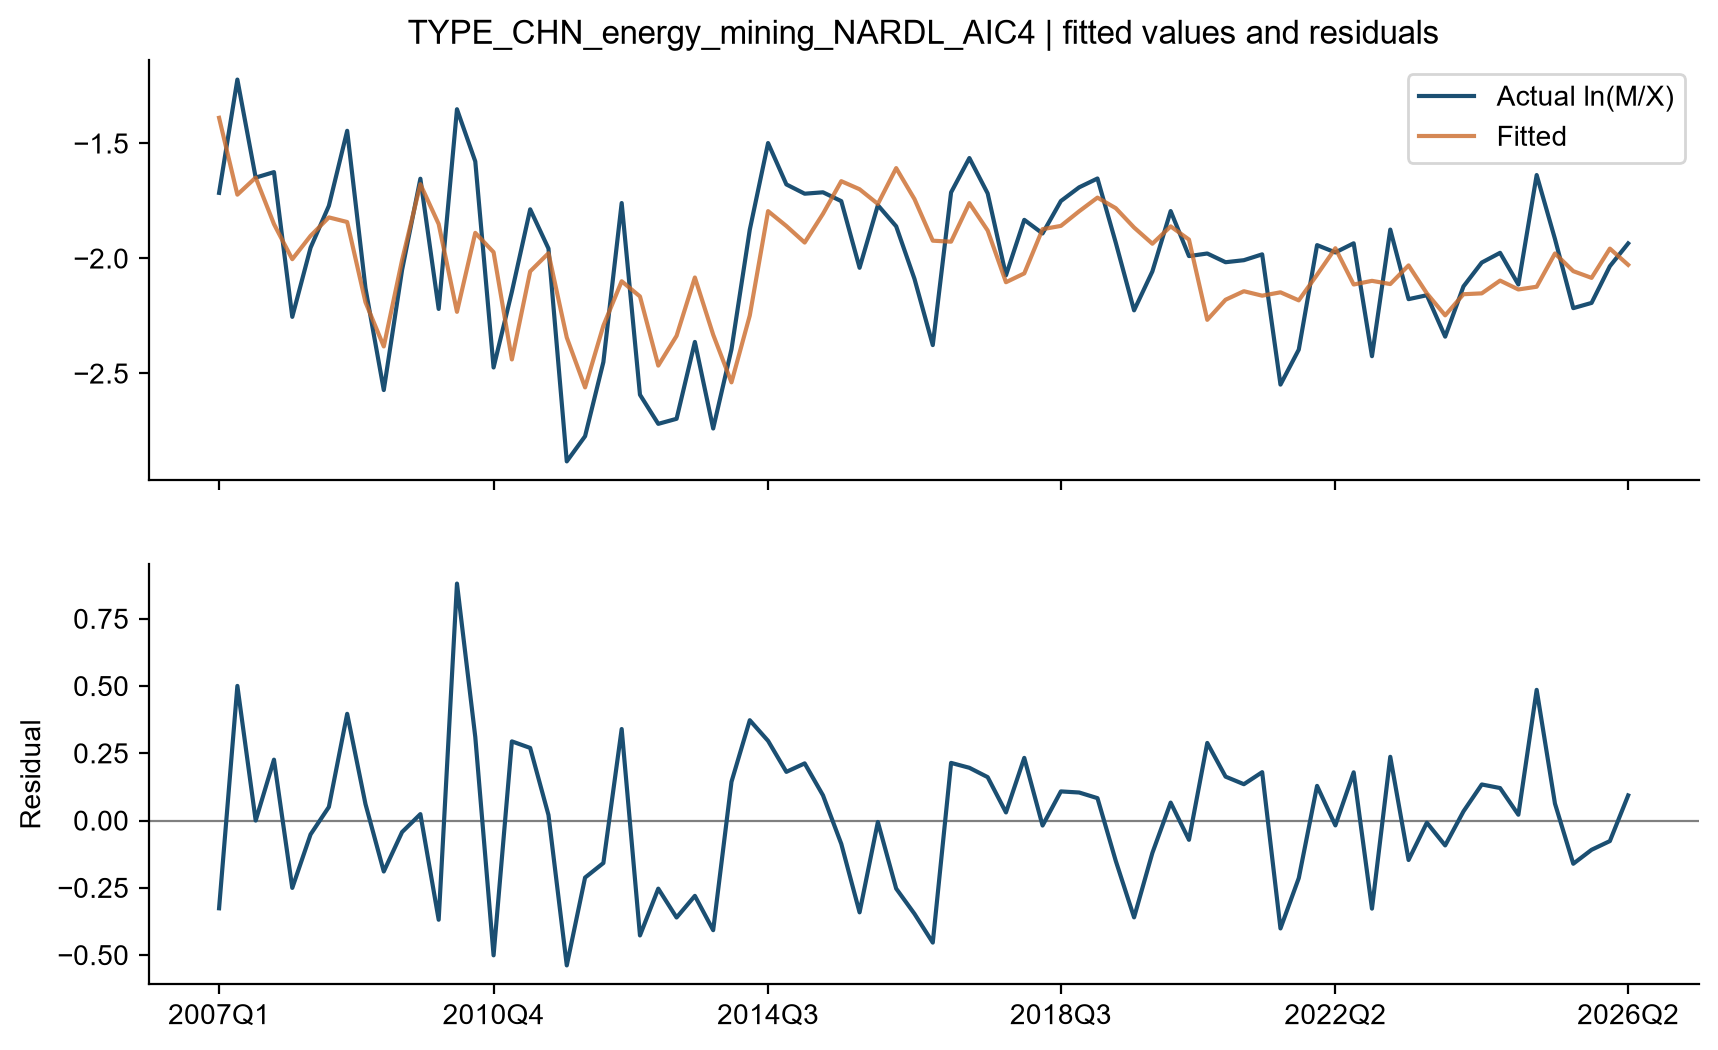 TYPE_CHN_energy_mining_NARDL_AIC4 | fitted values and residuals
Actual ln(M/X)
Fitted
−1.5
−2.0
−2.5
0.75
0.50
0.25
0.00
−0.25
−0.50
Residual
2007Q1 2010Q4 2014Q3 2018Q3 2022Q2 2026Q2